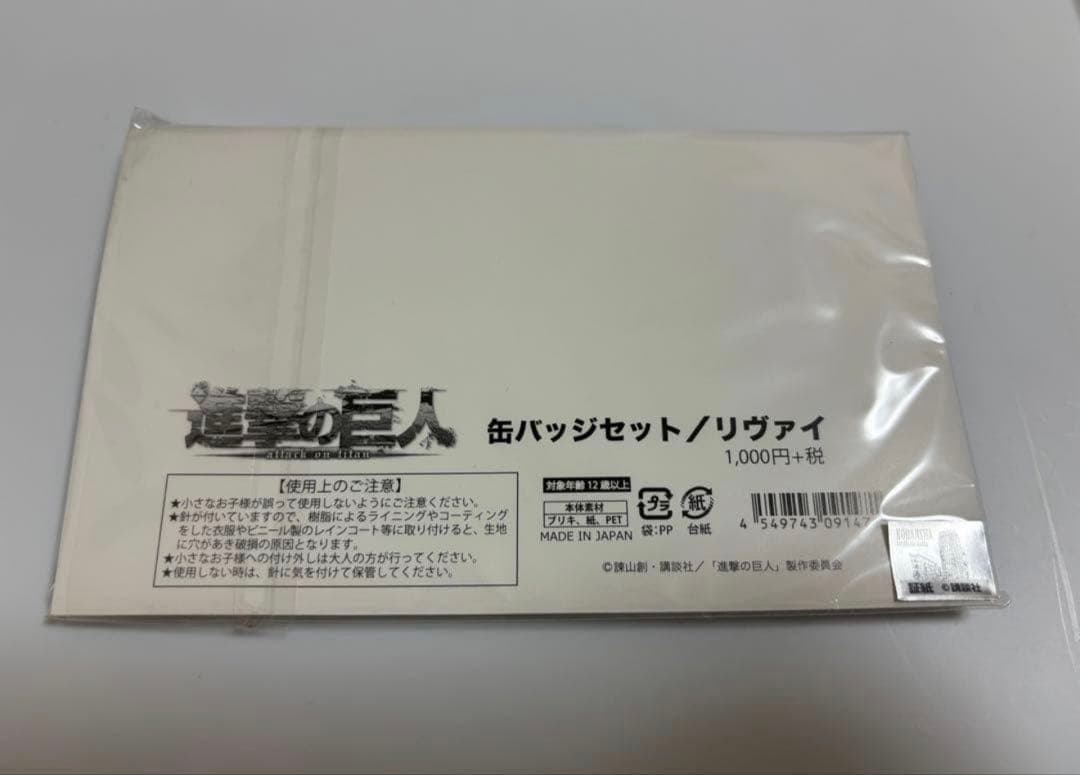 進撃の巨人
attack on titan
缶バッジセット／リヴァイ
1,000円+税
【使用上のご注意】
★小さなお子様が誤って使用しないようにご注意ください。
★針が付いていますので、樹脂によるライニングやコーティング
をした衣服やビニール製のレインコート等に取り付けると、生地
に穴があき破損の原因となります。
★小さなお子様への付け外しは大人の方が行ってください。
★使用しない時は、針に気を付けて保管してください。
対象年齢12歳以上
本体素材
ブリキ、紙、PET
MADE IN JAPAN
プラ
袋:PP
紙
台紙
4 549743 09147
©諫山創・講談社／「進撃の巨人」製作委員会
KODANSHA
証紙 ©講談社